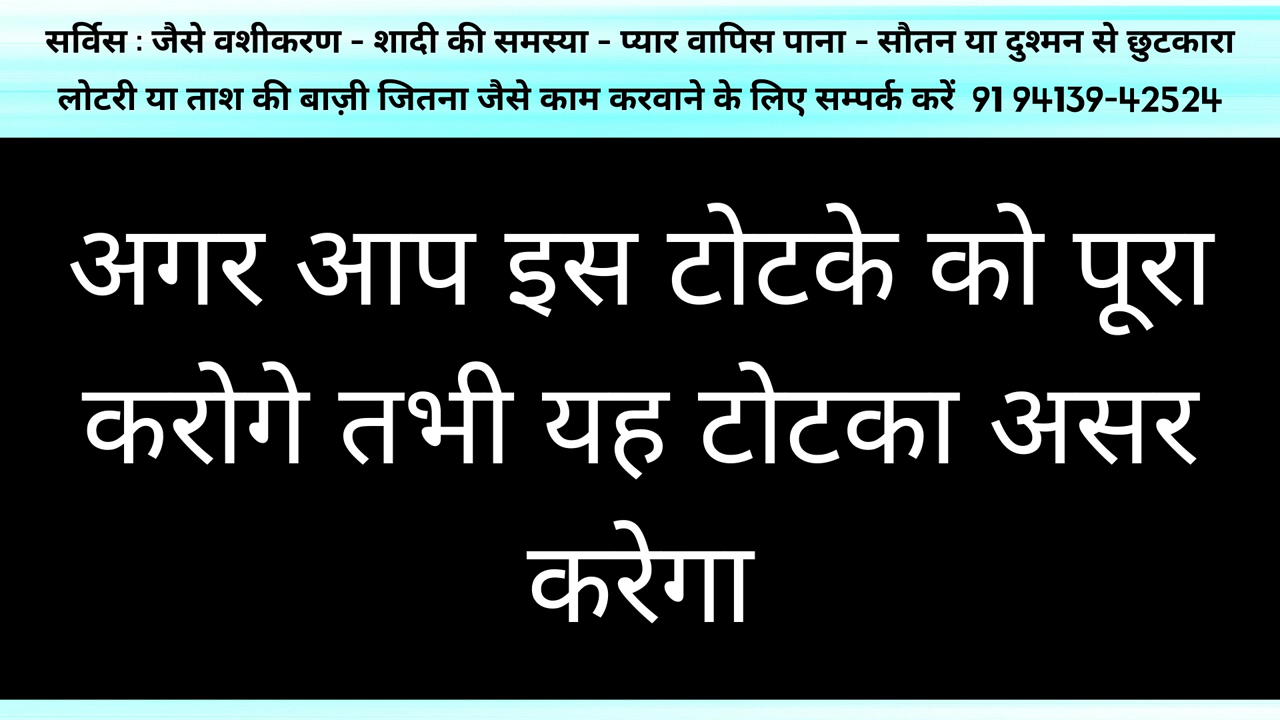 सर्विस : जैसे वशीकरण - शादी की समस्या - प्यार वापिस पाना - सौतन या दुश्मन से छुटकारा
लोटरी या ताश की बाज़ी जितना जैसे काम करवाने के लिए सम्पर्क करें 91 94139-42524
अगर आप इस टोटके को पूरा
करोगे तभी यह टोटका असर
करेगा